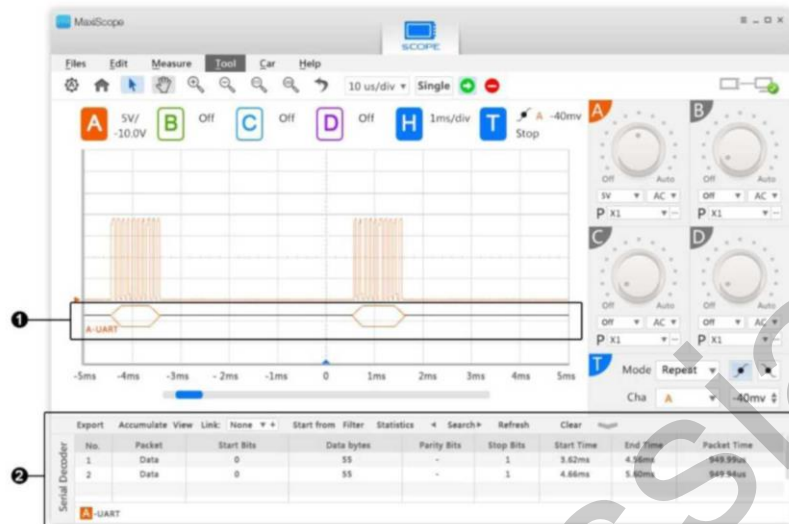 MaxiScope
SCOPE
Files Edit Measure Tool Car Help
10 us/div Single
A 5V/ -10.0V B Off C Off D Off H 1ms/div T A -40mv Stop
A B
Off Auto Off Auto
5V AC Off AC
P X1 P X1
C D
Off Auto Off Auto
Off AC Off AC
P X1 P X1
1
A-UART
-5ms -4ms -3ms - 2ms -1ms 0 1ms 2ms 3ms 4ms 5ms
T Mode Repeat
Cha A -40mv
2
Serial Decoder
Export Accumulate View Link: None Start from Filter Statistics Search Refresh Clear
No. Packet Start Bits Data bytes Parity Bits Stop Bits Start Time End Time Packet Time
1 Data 0 55 - 1 3.62ms 4.56ms 949.99us
2 Data 0 55 - 1 4.66ms 5.60ms 949.94us
A -UART